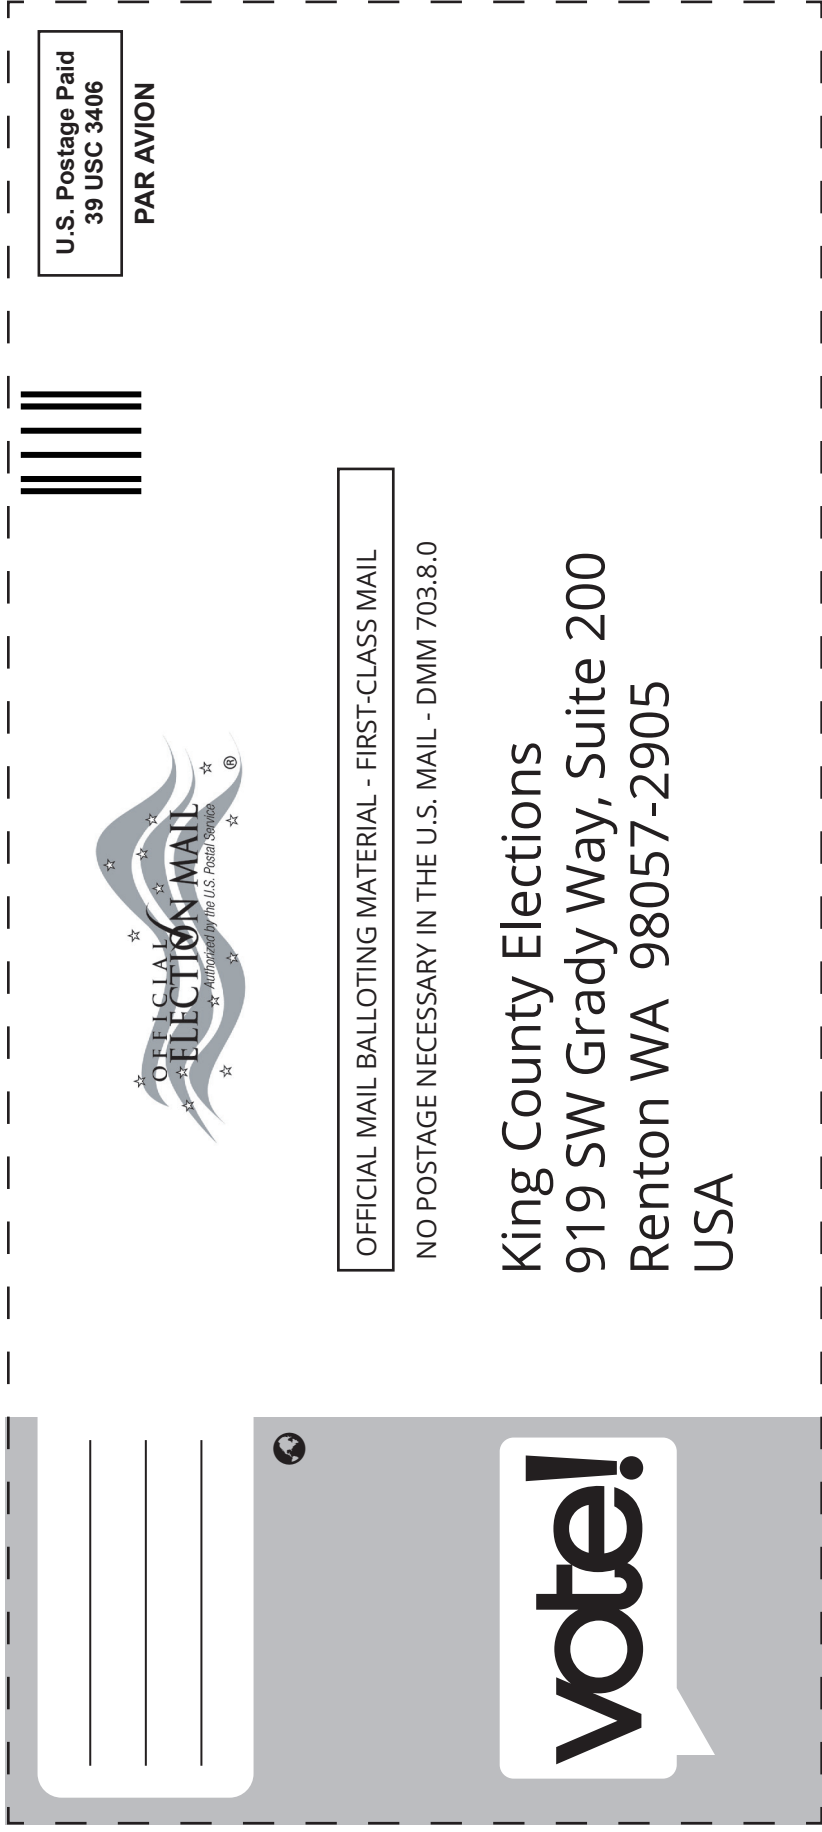 U.S. Postage Paid
39 USC 3406
PAR AVION
OFFICIAL
ELECTION MAIL
Authorized by the U.S. Postal Service
®
OFFICIAL MAIL BALLOTING MATERIAL - FIRST-CLASS MAIL
NO POSTAGE NECESSARY IN THE U.S. MAIL - DMM 703.8.0
King County Elections
919 SW Grady Way, Suite 200
Renton WA 98057-2905
USA
vote!